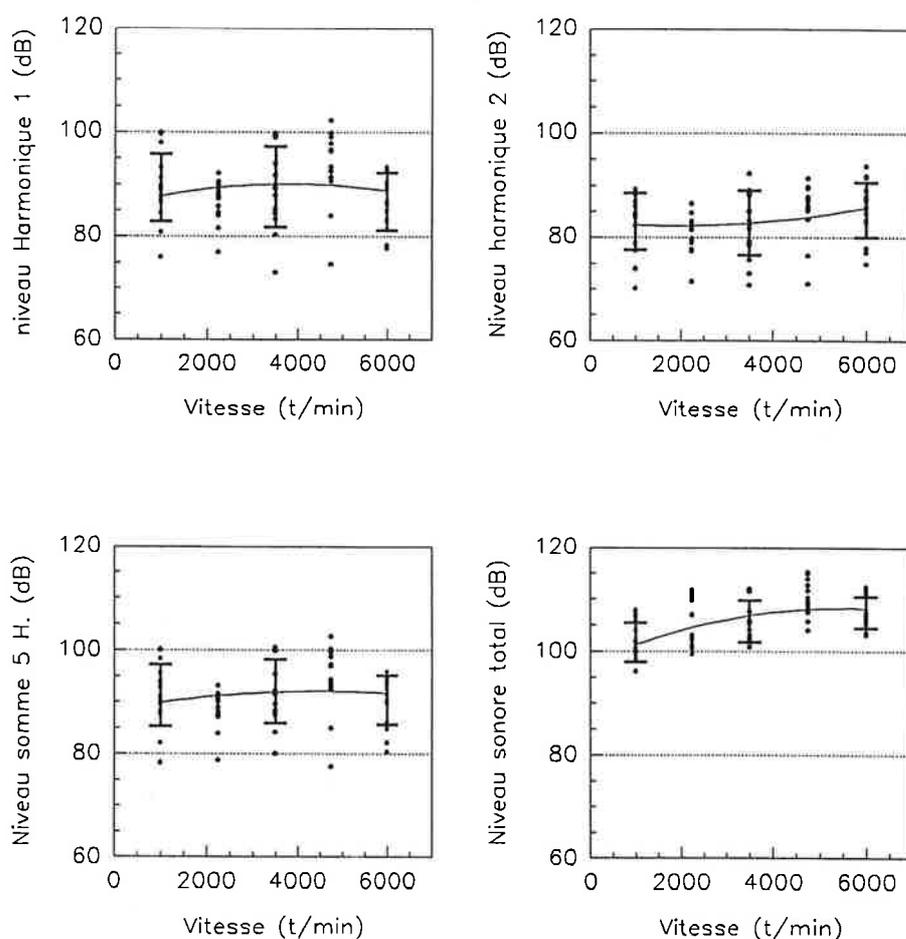 niveau Harmonique 1 (dB)
120
100
80
60
0 2000 4000 6000
Vitesse (t/min)
Niveau harmonique 2 (dB)
120
100
80
60
0 2000 4000 6000
Vitesse (t/min)
Niveau somme 5 H. (dB)
120
100
80
60
0 2000 4000 6000
Vitesse (t/min)
Niveau sonore total (dB)
120
100
80
60
0 2000 4000 6000
Vitesse (t/min)